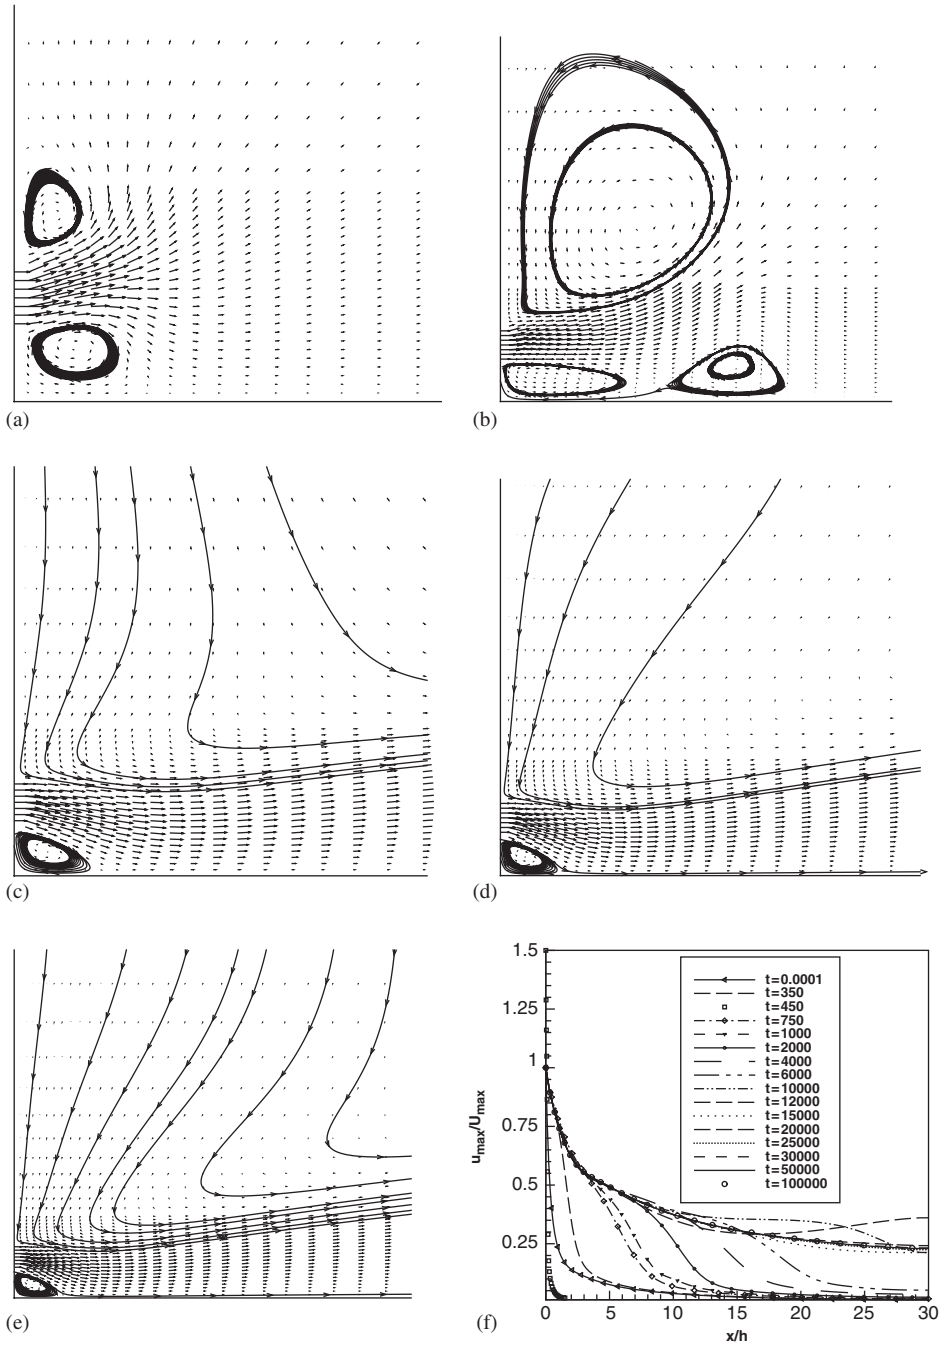 (a)
(b)
(c)
(d)
(e)
(f)
u_max/U_max
1.5
1.25
1
0.75
0.5
0.25
0
5
10
15
20
25
30
x/h
t=0.0001
t=350
t=450
t=750
t=1000
t=2000
t=4000
t=6000
t=10000
t=12000
t=15000
t=20000
t=25000
t=30000
t=50000
t=100000